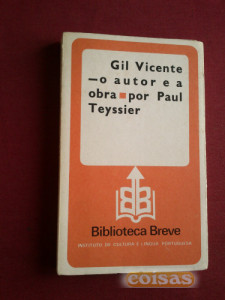 Gil Vicente
—o autor e a
obra ■ por Paul
Teyssier
Biblioteca Breve
INSTITUTO DE CULTURA E LÍNGUA PORTUGUESA
coisas